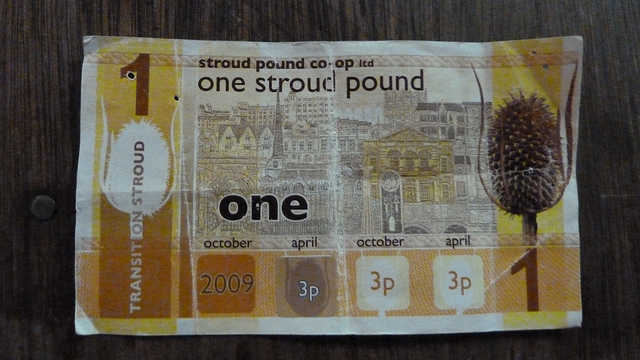 1
stroud pound co-op ltd
one stroud pound
TRANSITION STROUD
one
october april october april
2009 3p 3p 3p
1